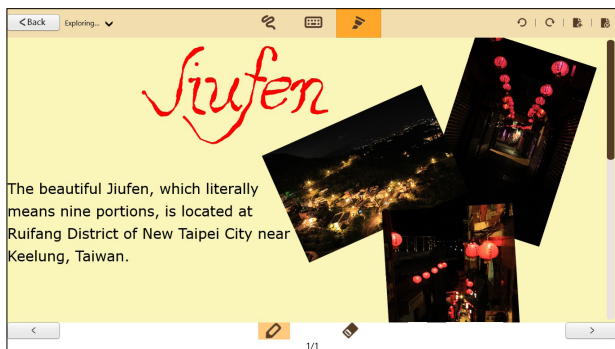 <Back
Exploring...
Jiufen
The beautiful Jiufen, which literally
means nine portions, is located at
Ruifang District of New Taipei City near
Keelung, Taiwan.
<
>
1/1